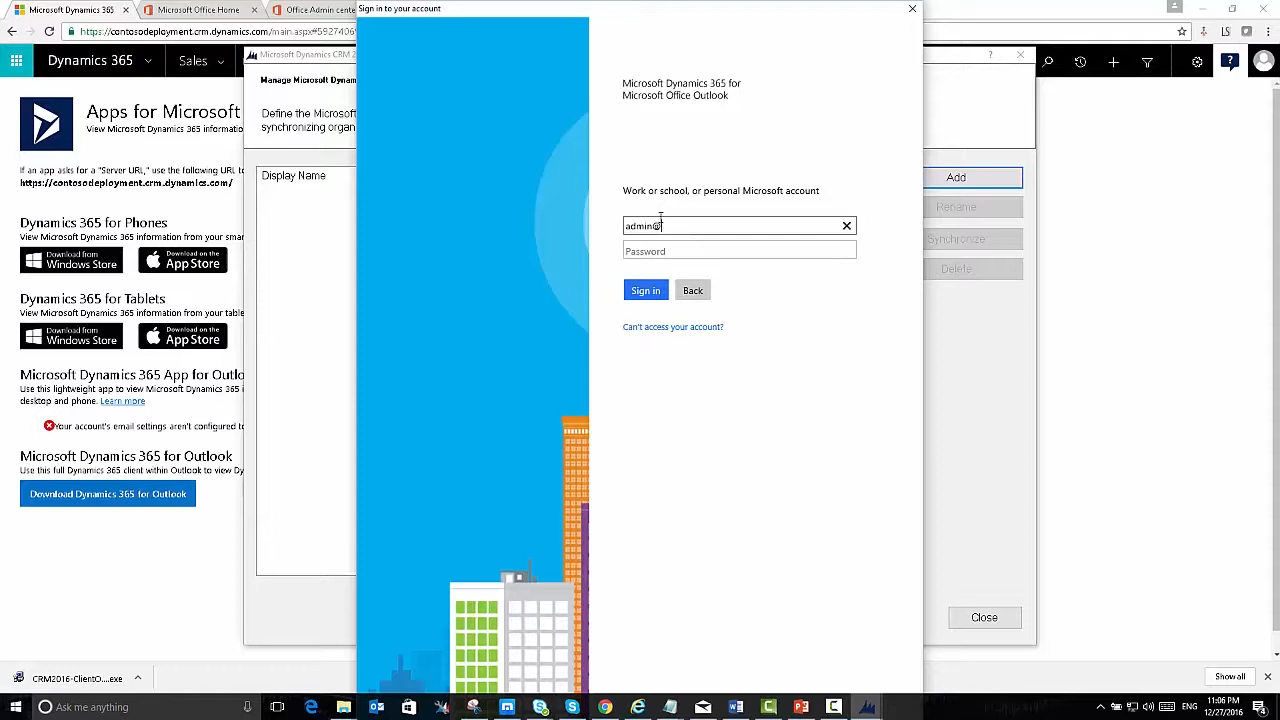 Microsoft Dynamics 365
Microsoft Office Home
Office Admin cente
Sign in to your account
https://contosodeployment.crm.dynamics.com/main.aspx#5927406
Dynamics 365
Sales
Microsoft Dynamics CRM 2
Manage Microsoft Dynam
Define the Microsoft
synchronizing organ
Display Name
Add
Rename
Synchronize
Delete
Close
Apps for Microsoft
View Microsoft Dynamics 365 informatio
If an app asks for a "Server URL," use the following to
https://contosodeployment.crm.dynamics.com/
Dynamics 365 for Phones
View Microsoft Dynamics 365 information from your smar
Download from
Windows Store
Download on the
App Store
Dynamics 365 for Tablets
View Microsoft Dynamics 365 information from your table
Download from
Windows Store
Download on the
App Store
Microsoft Dynamics 365 App for Outlo
Use this lightweight app to view Microsoft Dynamics 365 i
desktop and phone. Learn more
Your account's email settings aren't configured to
Microsoft Dynamics 365 for Outlook
Use this full Dynamics 365 client within Outlook to view Dy
Download Dynamics 365 for Outlook
Microsoft Dynamics 365 for
Microsoft Office Outlook
Work or school, or personal Microsoft account
admin@
Password
Sign in
Back
Can't access your account?
CRM2016-ClientO....exe
Show all
Ask me anything
ENG
11:06 PM
12/27/2016